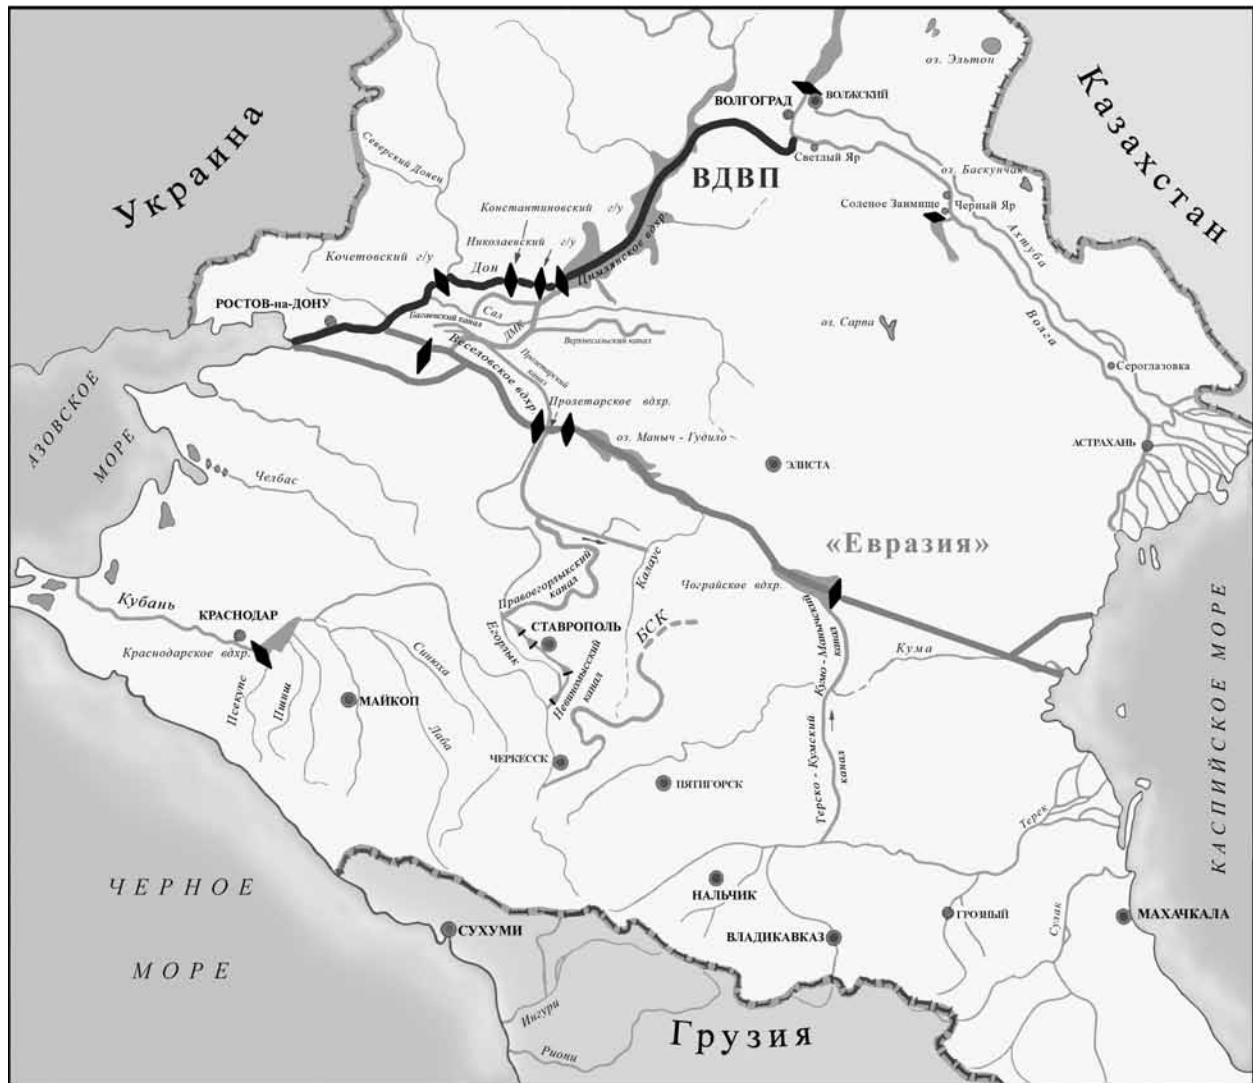 оз. Эльтон
Казахстан
Украина
ВОЛЖСКИЙ
ВОЛГОГРАД
Северский Донец
Светлый Яр
ВДВП
оз. Баскунчак
Соленое Займище
Черный Яр
Константиновский г/у
Николаевский г/у
Кочетовский г/у
Дон
Цимлянское вдхр.
Ахтуба
Волга
РОСТОВ-на-ДОНУ
Сал
Багаевский канал
ДМК
Верхнесальский канал
оз. Сарпа
Веселовское вдхр.
Пролетарский
канал
Сероглазовка
АЗОВСКОЕ
МОРЕ
Пролетарское вдхр.
оз. Маныч - Гудило
АСТРАХАНЬ
ЭЛИСТА
Челбас
«Евразия»
Правоегорлыкский
канал
Калаус
Чограйское вдхр.
Кубань
КРАСНОДАР
Краснодарское вдхр.
Егорлык
СТАВРОПОЛЬ
БСК
Кумо - Манычский
канал
Кума
КАСПИЙСКОЕ МОРЕ
Псекупс
Пшиш
МАЙКОП
Синюха
Лаба
Невинномысский
канал
ЧЕРКЕССК
ПЯТИГОРСК
Терско - Кумский
канал
Терек
ЧЕРНОЕ
МОРЕ
НАЛЬЧИК
ГРОЗНЫЙ
Сулак
МАХАЧКАЛА
СУХУМИ
ВЛАДИКАВКАЗ
Ингури
Риони
Грузия